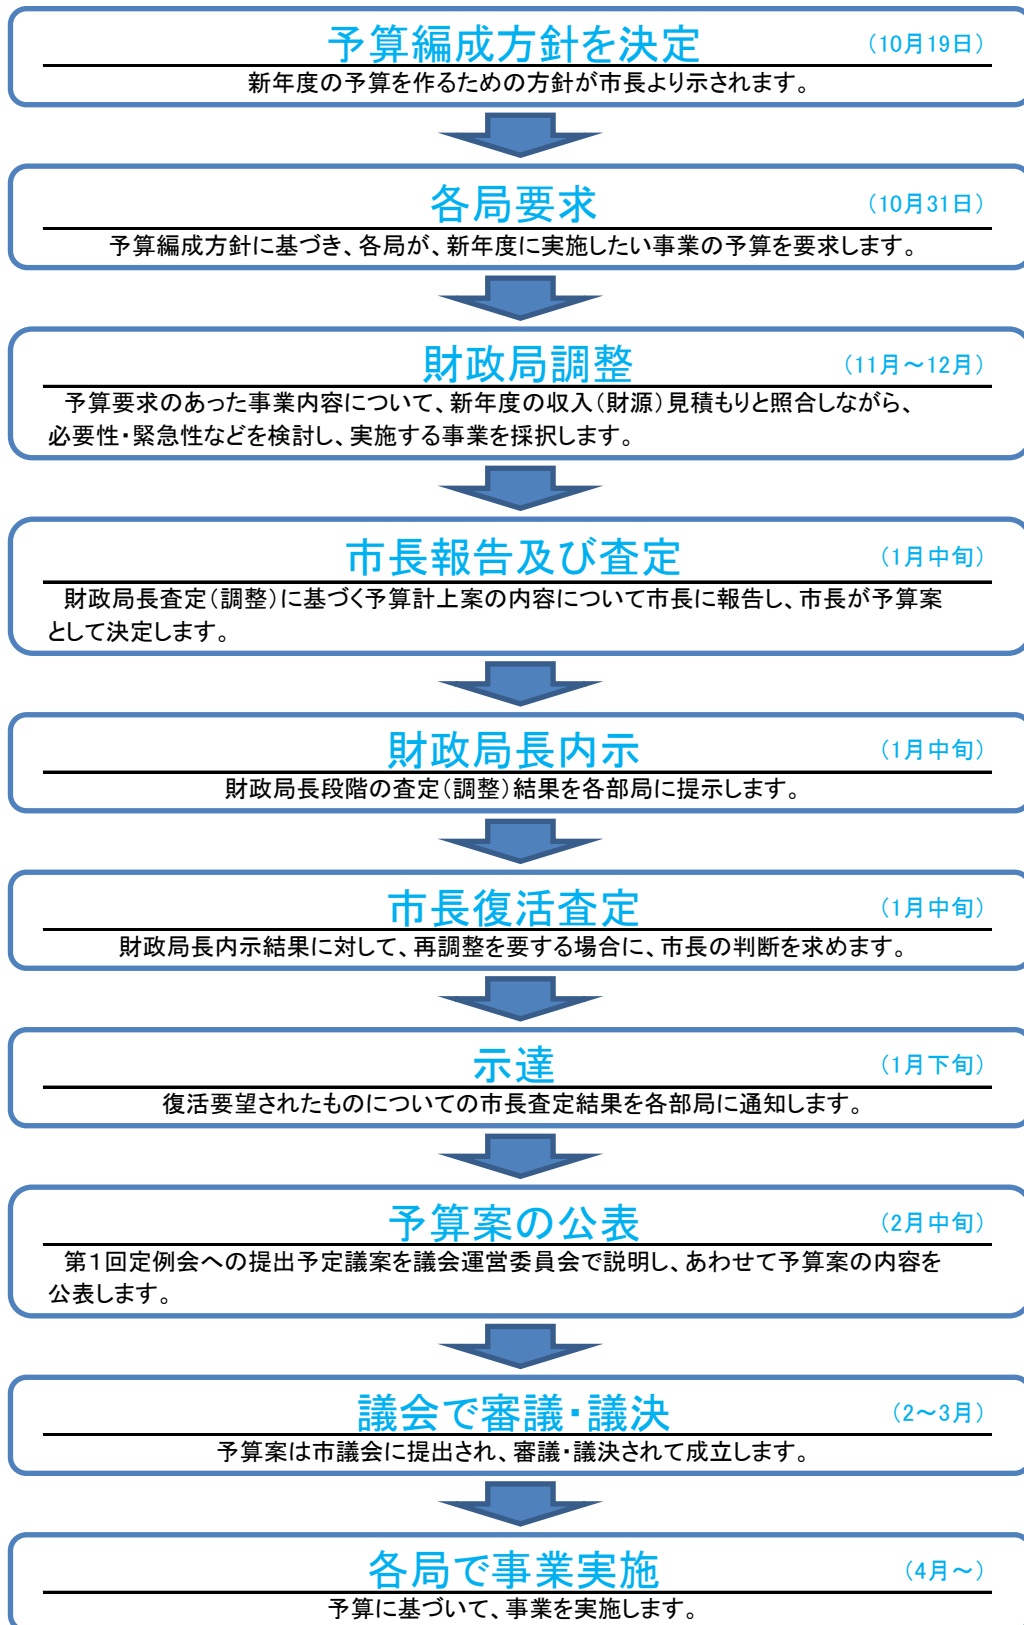 予算編成方針を決定 （10月19日）
新年度の予算を作るための方針が市長より示されます。
各局要求 （10月31日）
予算編成方針に基づき、各局が、新年度に実施したい事業の予算を要求します。
財政局調整 （11月～12月）
予算要求のあった事業内容について、新年度の収入（財源）見積もりと照合しながら、
必要性・緊急性などを検討し、実施する事業を採択します。
市長報告及び査定 （1月中旬）
財政局長査定（調整）に基づく予算計上案の内容について市長に報告し、市長が予算案
として決定します。
財政局長内示 （1月中旬）
財政局長段階の査定（調整）結果を各部局に提示します。
市長復活査定 （1月中旬）
財政局長内示結果に対して、再調整を要する場合に、市長の判断を求めます。
示達 （1月下旬）
復活要望されたものについての市長査定結果を各部局に通知します。
予算案の公表 （2月中旬）
第１回定例会への提出予定議案を議会運営委員会で説明し、あわせて予算案の内容を
公表します。
議会で審議・議決 （2～3月）
予算案は市議会に提出され、審議・議決されて成立します。
各局で事業実施 （4月～）
予算に基づいて、事業を実施します。